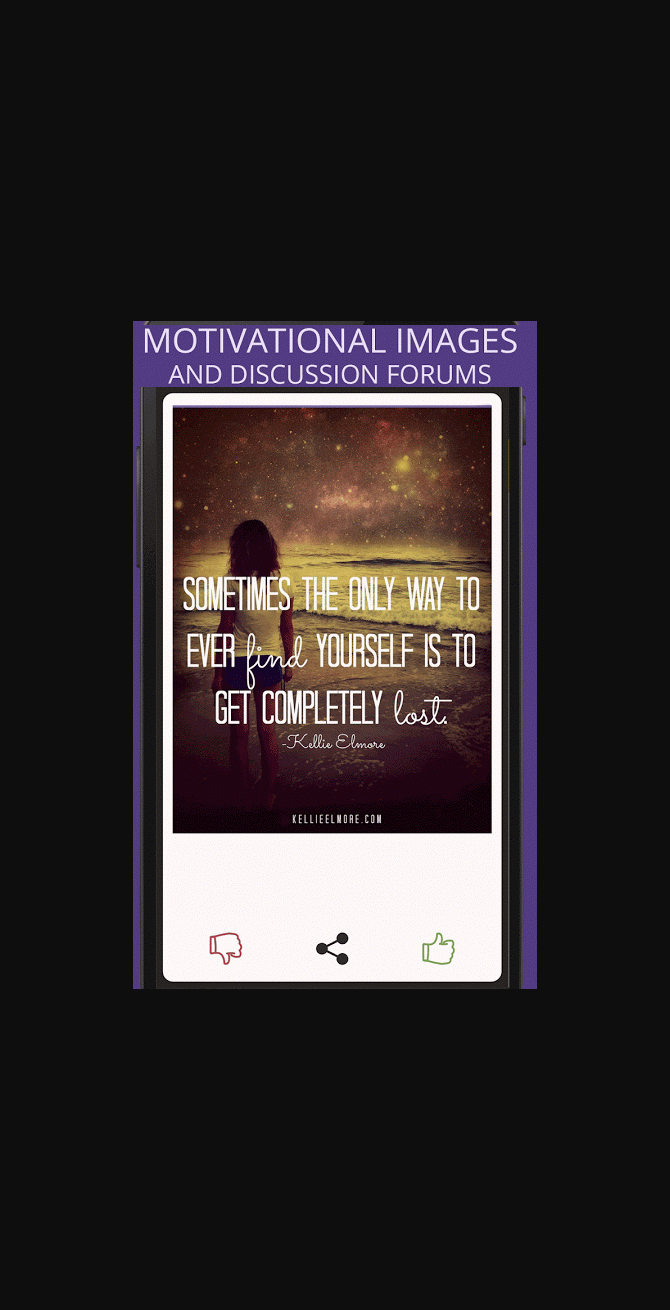 MOTIVATIONAL IMAGES
AND DISCUSSION FORUMS
SOMETIMES THE ONLY WAY TO
EVER find YOURSELF IS TO
GET COMPLETELY lost.
-Kellie Elmore
KELLIEELMORE.COM